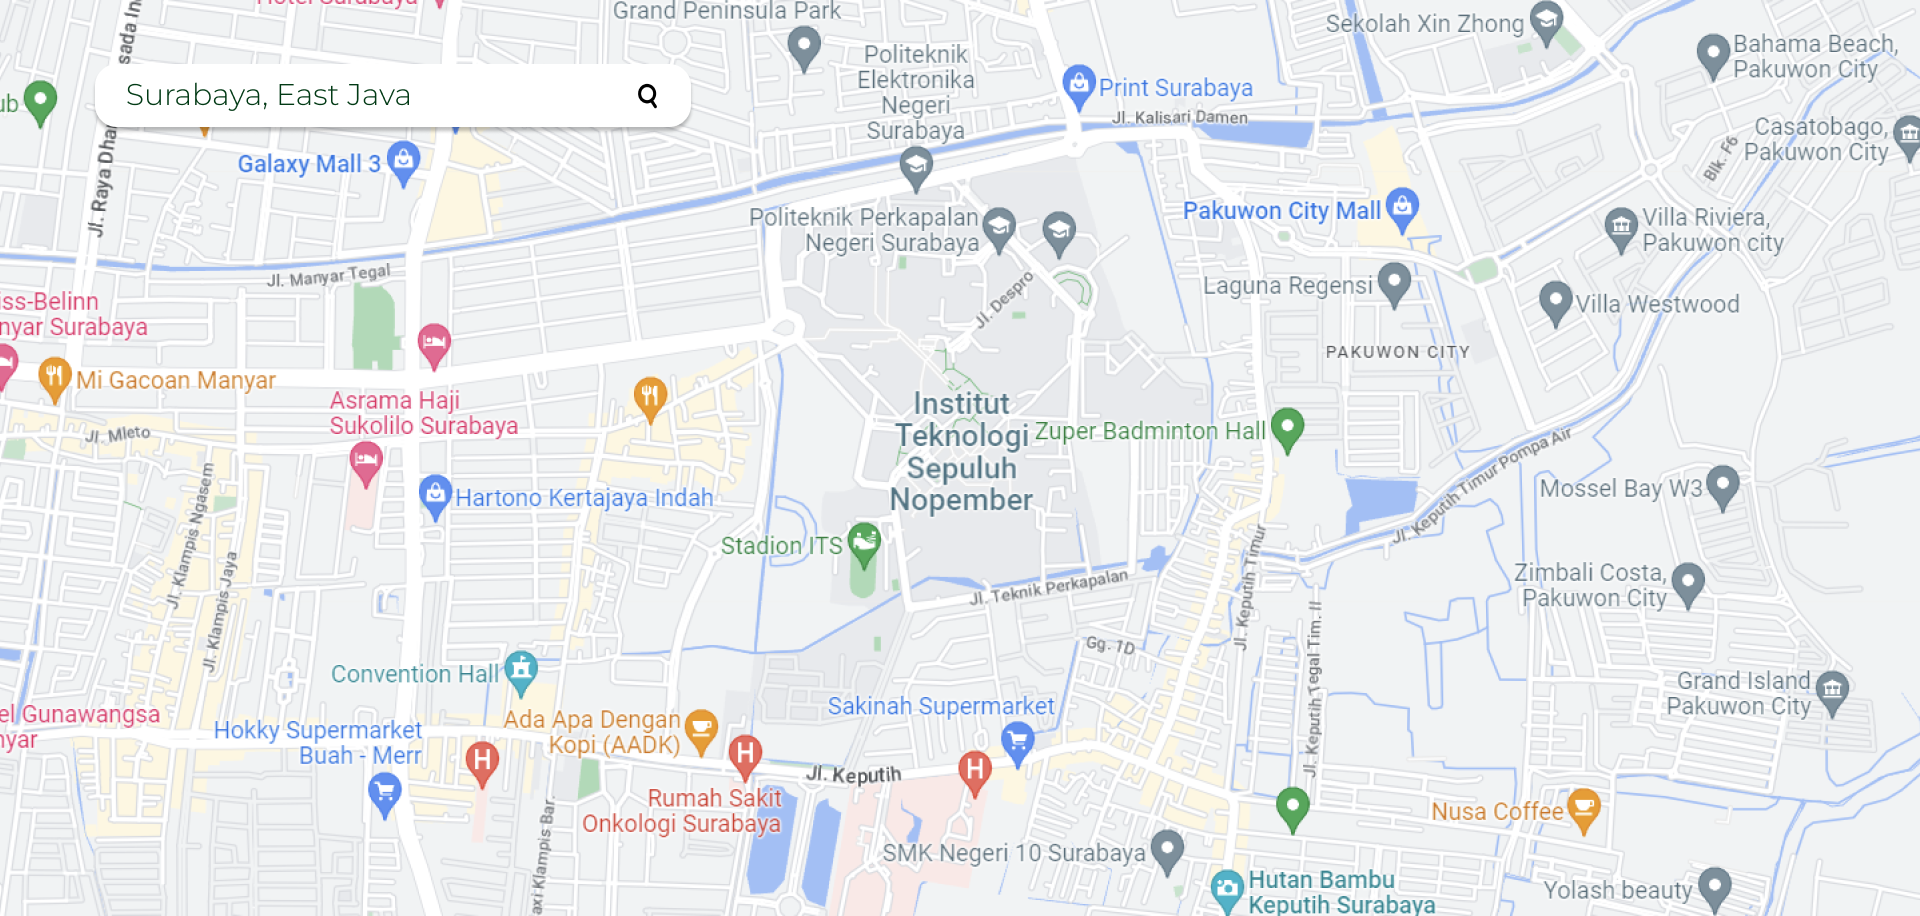 Hotel Surabaya
Grand Peninsula Park
Sekolah Xin Zhong
Bahama Beach,
Pakuwon City
Politeknik
Elektronika
Negeri
Surabaya
Print Surabaya
Surabaya, East Java
ub
Jl. Kalisari Damen
Casatobago,
Pakuwon City
Blk. F6
Galaxy Mall 3
Jl. Raya Dha
sada In
Politeknik Perkapalan
Negeri Surabaya
Pakuwon City Mall
Villa Riviera,
Pakuwon city
Jl. Manyar Tegal
Jl. Despro
Laguna Regensi
Villa Westwood
iss-Belinn
nyar Surabaya
PAKUWON CITY
Mi Gacoan Manyar
Asrama Haji
Sukolilo Surabaya
Institut
Teknologi
Sepuluh
Nopember
Zuper Badminton Hall
Jl. Mleto
Jl. Keputih Timur Pompa Air
Hartono Kertajaya Indah
Mossel Bay W3
Jl. Klampis Ngasem
Stadion ITS
Jl. Klampis Jaya
Jl. Teknik Perkapalan
Jl. Keputih Timur
Zimbali Costa,
Pakuwon City
Gg. 1D
Jl. Keputih Tegal Tim. II
Convention Hall
Grand Island
Pakuwon City
Sakinah Supermarket
el Gunawangsa
nyar
Hokky Supermarket
Buah - Merr
Ada Apa Dengan
Kopi (AADK)
H
H
H
Jl. Keputih
Rumah Sakit
Onkologi Surabaya
Nusa Coffee
axi Klampis Bar.
SMK Negeri 10 Surabaya
Hutan Bambu
Keputih Surabaya
Yolash beauty